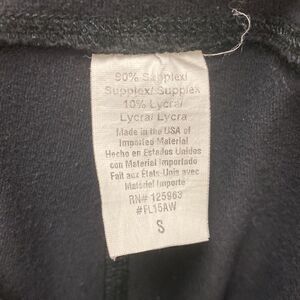 90% Supplex/
Supplex/ Supplex
10% Lycra/
Lycra/ Lycra
Made in the USA of
Imported Material
Hecho en Estados Unidos
con Material Importado
Fait aux États-Unis avec
Matériel Importé
RN# 125963
#FL15AW
S